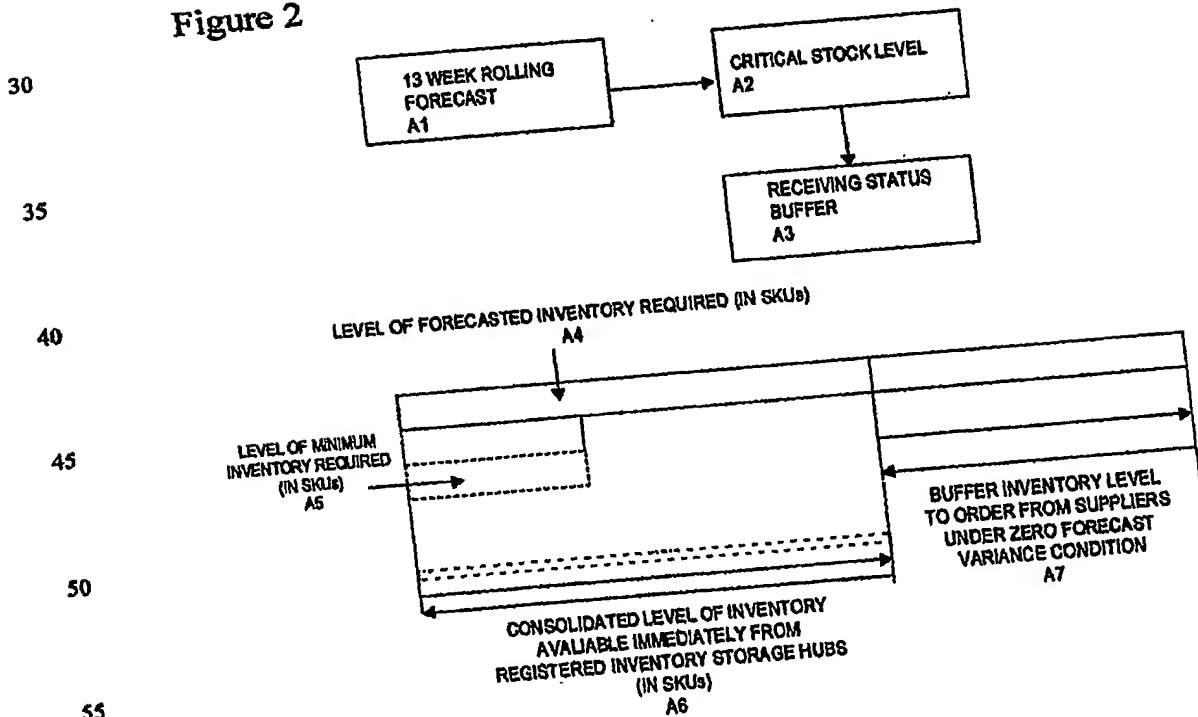 Figure 2
30
13 WEEK ROLLING
FORECAST
A1
CRITICAL STOCK LEVEL
A2
35
RECEIVING STATUS
BUFFER
A3
40
LEVEL OF FORECASTED INVENTORY REQUIRED (IN SKUs)
A4
45
LEVEL OF MINIMUM
INVENTORY REQUIRED
(IN SKUs)
A5
BUFFER INVENTORY LEVEL
TO ORDER FROM SUPPLIERS
UNDER ZERO FORECAST
VARIANCE CONDITION
A7
50
CONSOLIDATED LEVEL OF INVENTORY
AVALIABLE IMMEDIATELY FROM
REGISTERED INVENTORY STORAGE HUBS
(IN SKUs)
A6
55